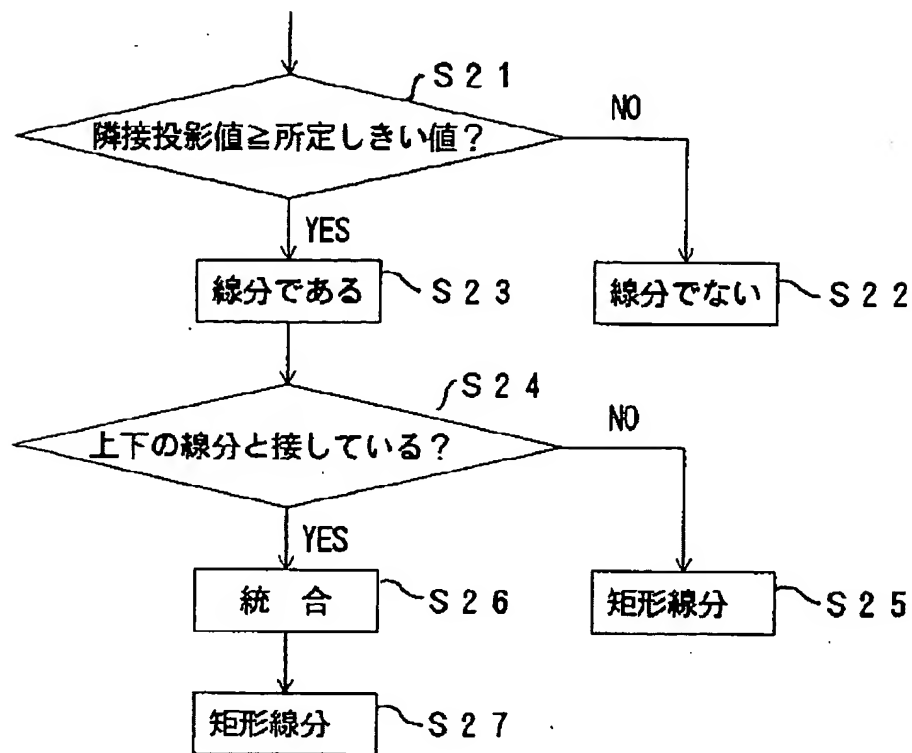 S21
隣接投影値≧所定しきい値？
NO
YES
線分である
S23
線分でない
S22
S24
上下の線分と接している？
NO
YES
統 合
S26
矩形線分
S25
矩形線分
S27